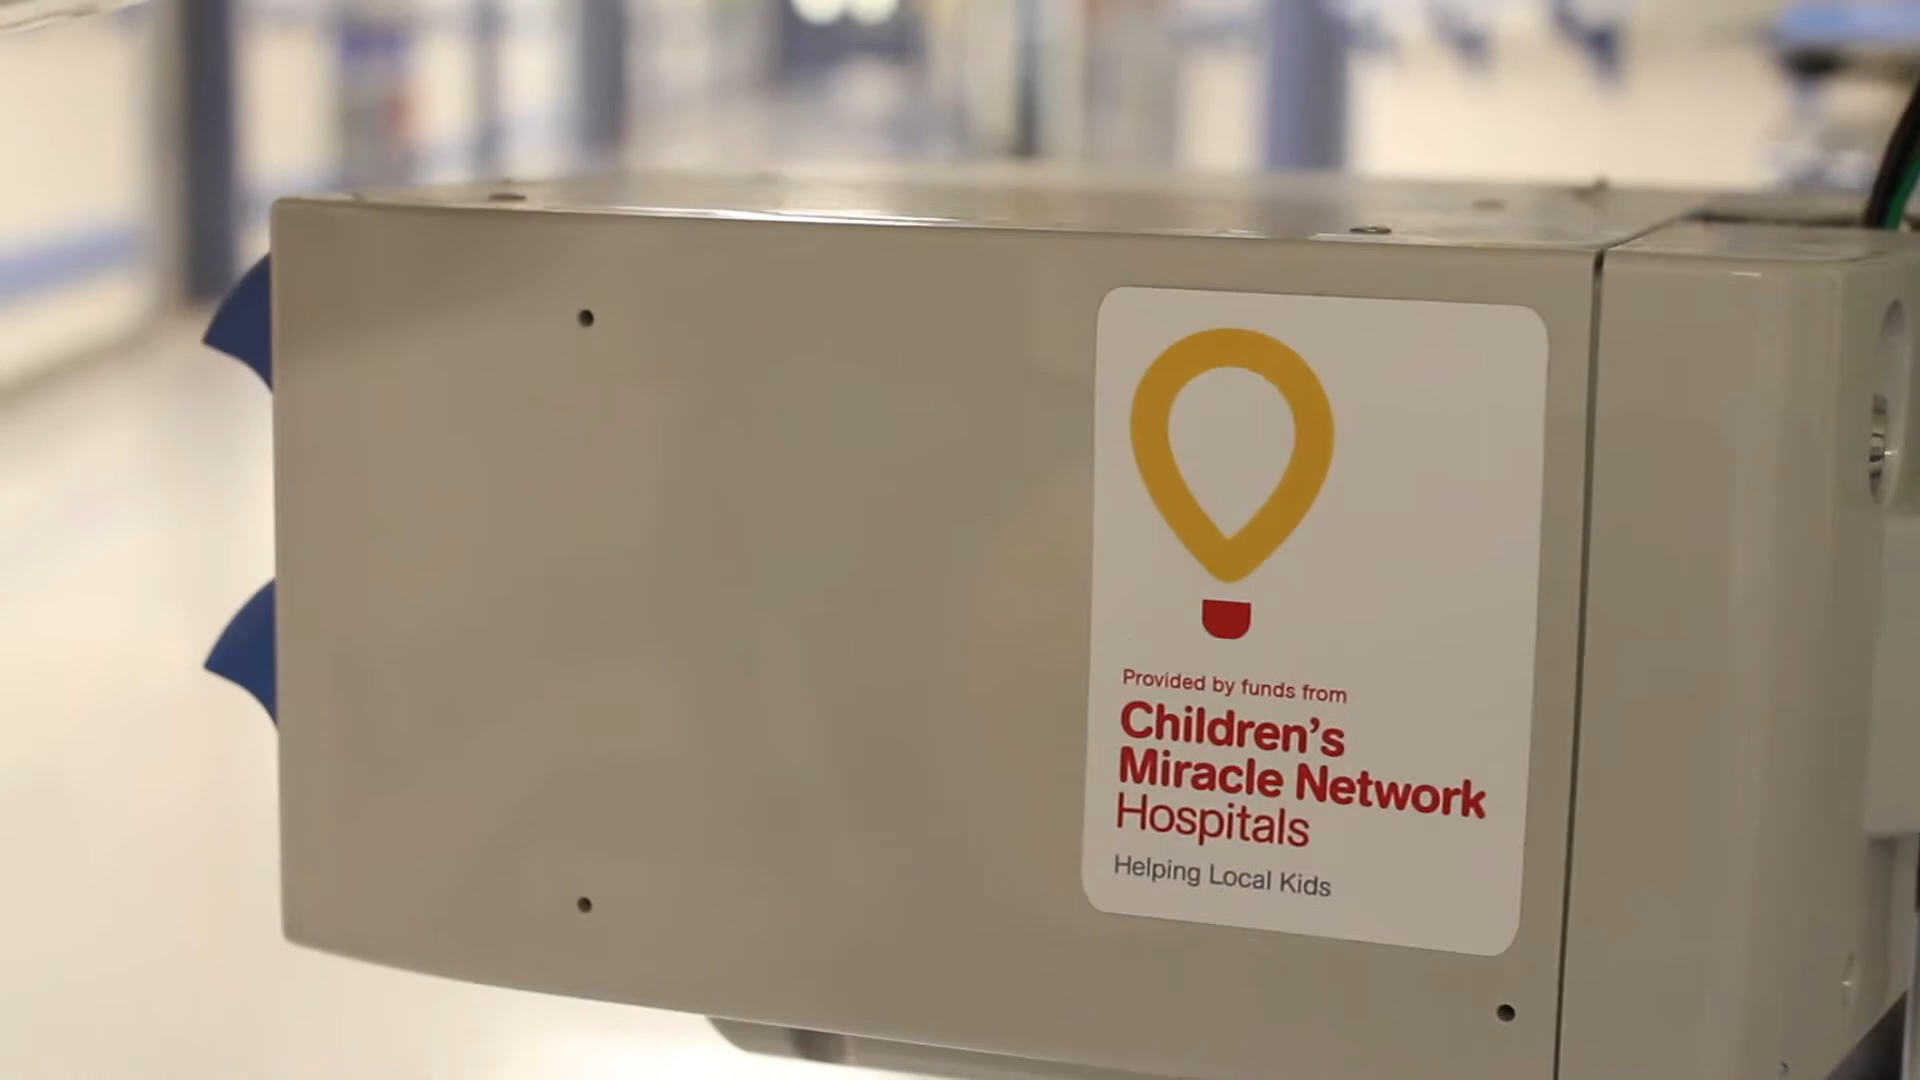 Provided by funds from
Children's
Miracle Network
Hospitals
Helping Local Kids